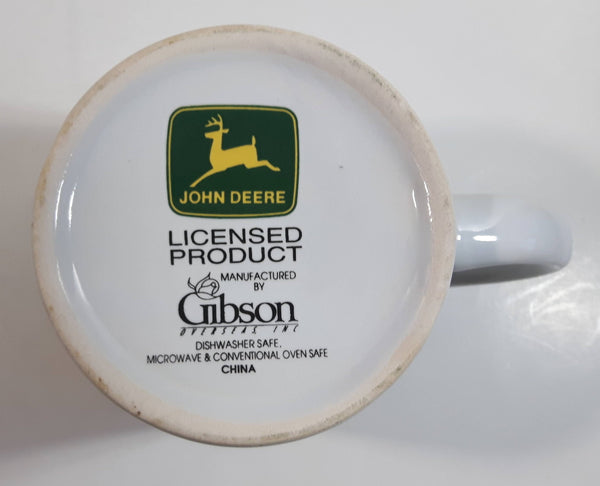 JOHN DEERE
LICENSED
PRODUCT
MANUFACTURED
BY
Gibson
OVERSEAS INC
DISHWASHER SAFE,
MICROWAVE & CONVENTIONAL OVEN SAFE
CHINA